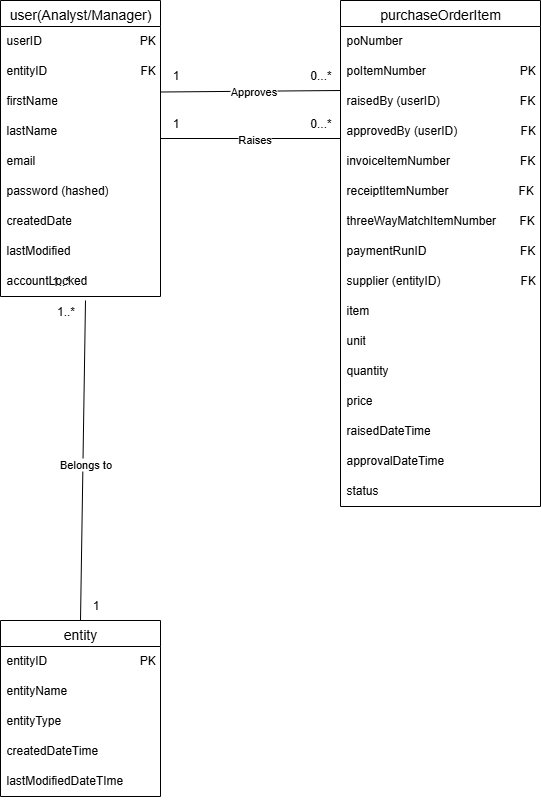 user(Analyst/Manager)
userID PK
entityID FK
firstName
lastName
email
password (hashed)
createdDate
lastModified
accountLocked
1..*
1..*
1 0...*
Approves
1 0...*
Raises
purchaseOrderItem
poNumber
poItemNumber PK
raisedBy (userID) FK
approvedBy (userID) FK
invoiceItemNumber FK
receiptItemNumber FK
threeWayMatchItemNumber FK
paymentRunID FK
supplier (entityID) FK
item
unit
quantity
price
raisedDateTime
approvalDateTime
status
Belongs to
1
entity
entityID PK
entityName
entityType
createdDateTime
lastModifiedDateTIme